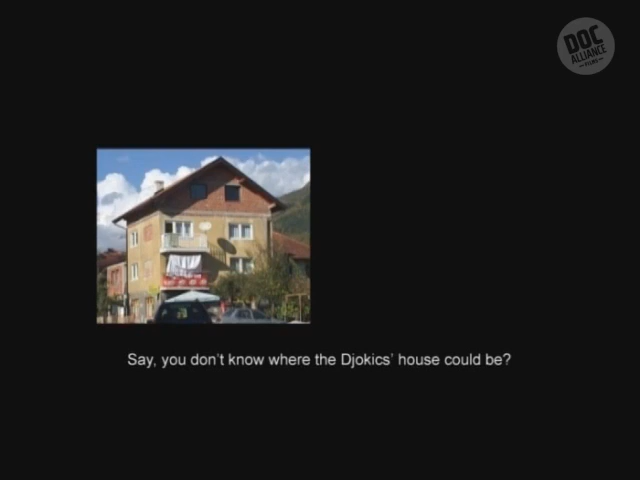 DOC
ALLIANCE
FILMS
Say, you don't know where the Djokics' house could be?